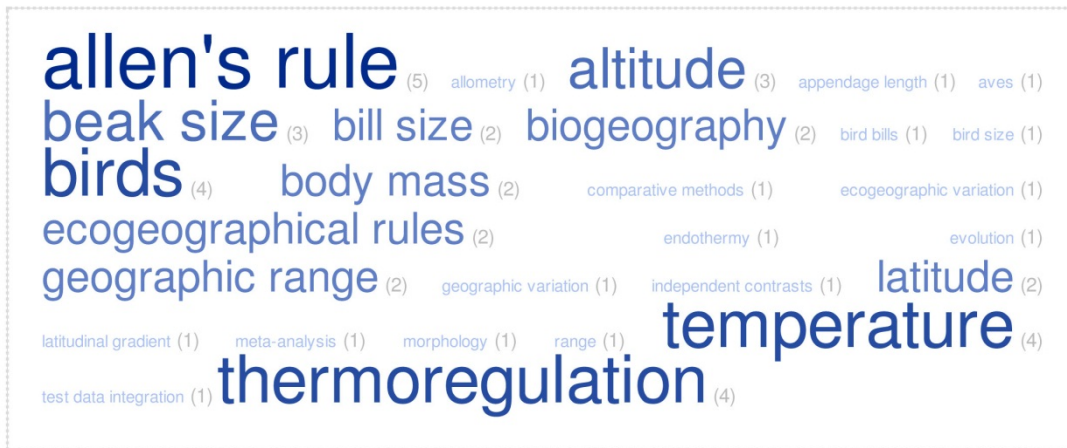 allen's rule (5) allometry (1) altitude (3) appendage length (1) aves (1)
beak size (3) bill size (2) biogeography (2) bird bills (1) bird size (1)
birds (4) body mass (2) comparative methods (1) ecogeographic variation (1)
ecogeographical rules (2) endothermy (1) evolution (1)
geographic range (2) geographic variation (1) independent contrasts (1) latitude (2)
latitudinal gradient (1) meta-analysis (1) morphology (1) range (1) temperature (4)
test data integration (1) thermoregulation (4)